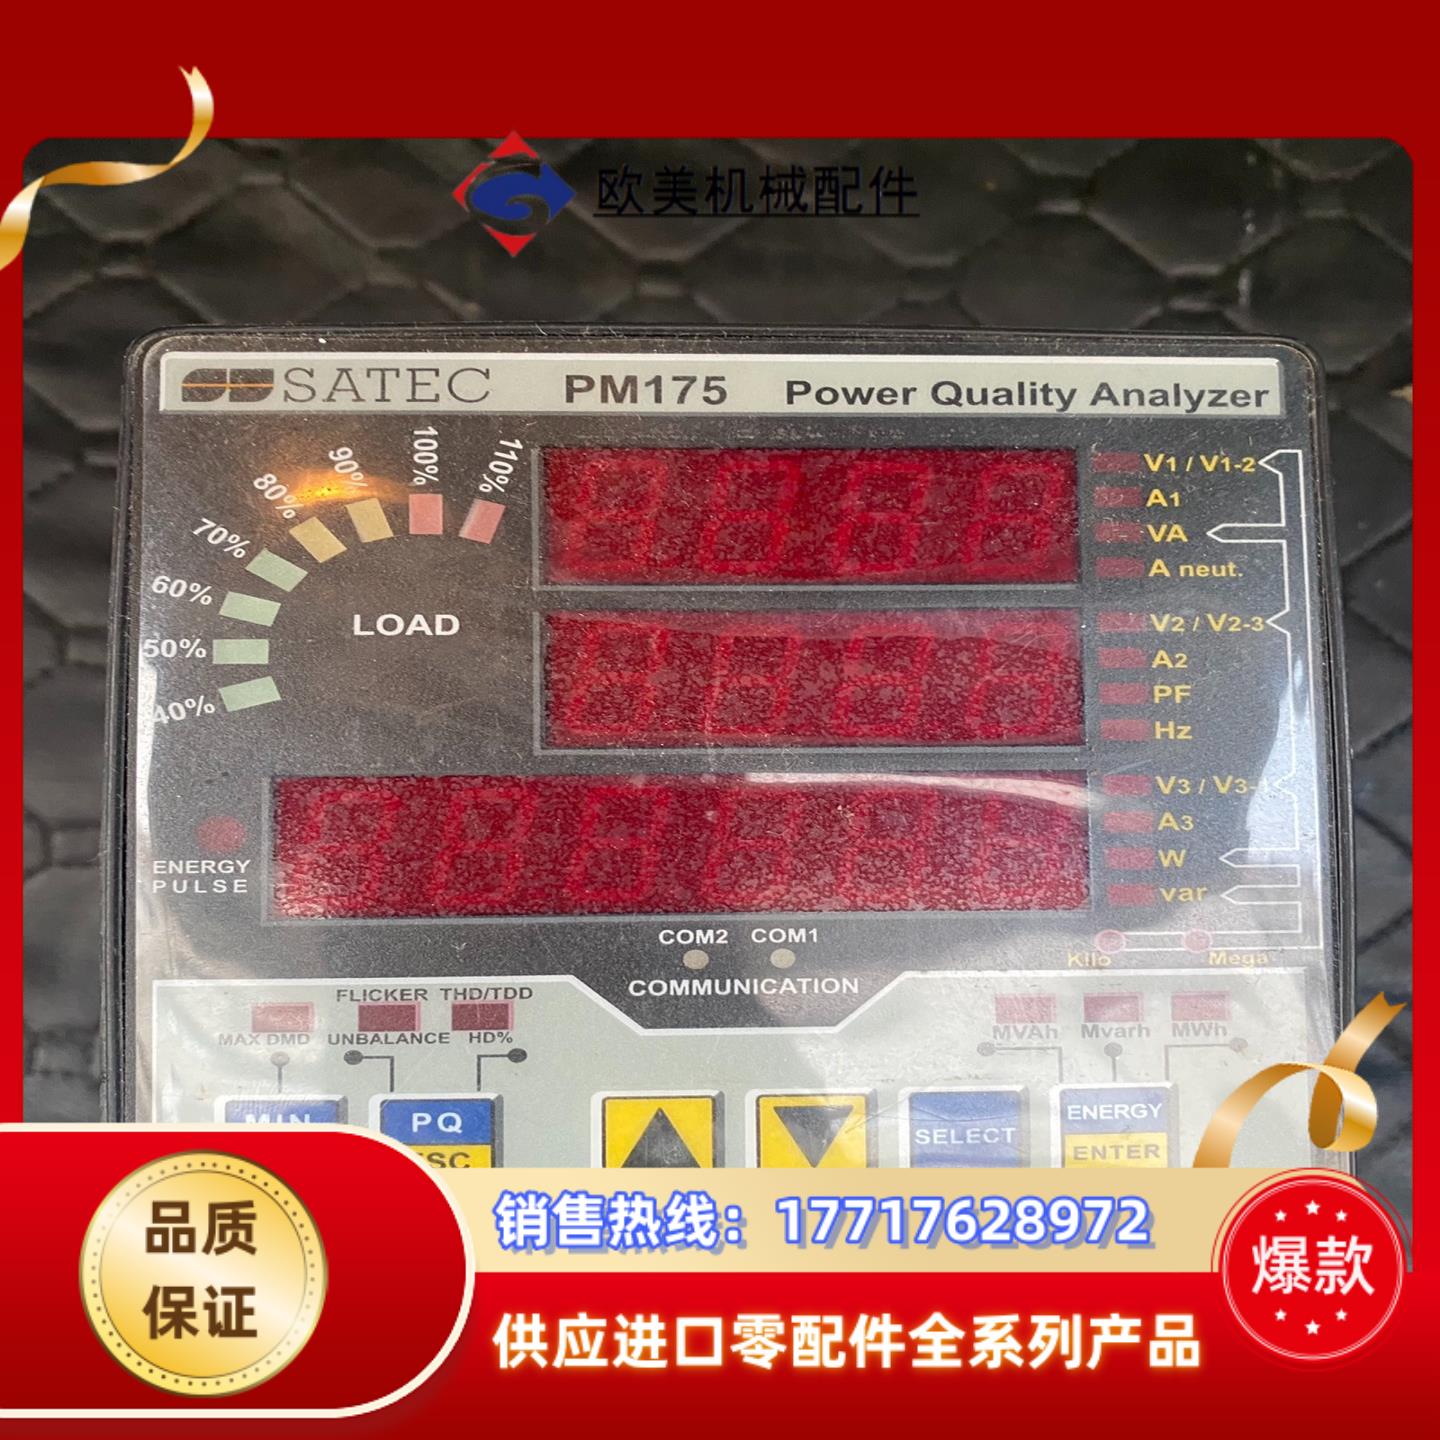 欧美机械配件
SATEC PM175 Power Quality Analyzer
110%
100%
90%
80%
70%
60%
50%
40%
LOAD
V1 / V1-2
A1
VA
A neut.
V2 / V2-3
A2
PF
Hz
V3 / V3-
A3
W
var
Kilo Mega
ENERGY
PULSE
COM2 COM1
COMMUNICATION
FLICKER THD/TDD
MAX DMD UNBALANCE HD%
MVAh Mvarh MWh
MIN
PQ
SELECT
ENERGY
ENTER
品质
保证
销售热线：17717628972
爆款
供应进口零配件全系列产品